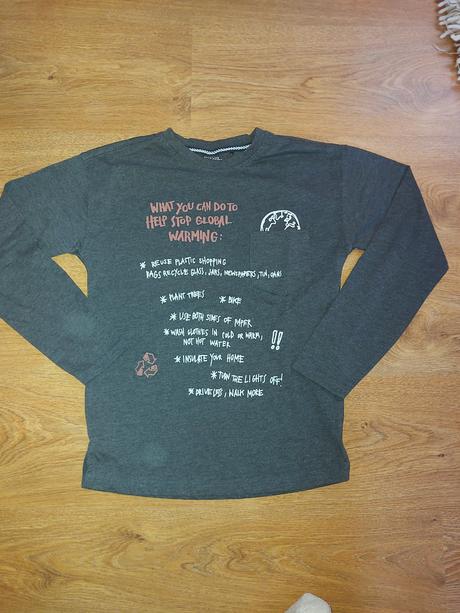 WHAT YOU CAN DO TO
HELP STOP GLOBAL
WARMING:
* REUSE PLASTIC SHOPPING
BAGS RECYCLE GLASS, JARS, NEWSPAPERS, TIN, CANS
* PLANT TREES * BIKE
* USE BOTH SIDES OF PAPER
* WASH CLOTHES IN COLD OR WARM,
NOT HOT WATER !!
* INSULATE YOUR HOME
* TURN THE LIGHTS OFF!
* DRIVE LESS, WALK MORE